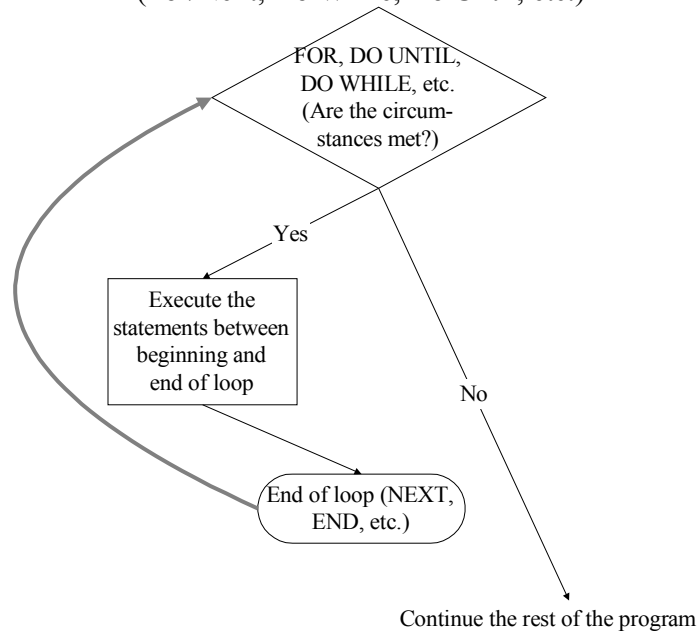 FOR, DO UNTIL,
DO WHILE, etc.
(Are the circum-
stances met?)
Yes
Execute the
statements between
beginning and
end of loop
No
End of loop (NEXT,
END, etc.)
Continue the rest of the program